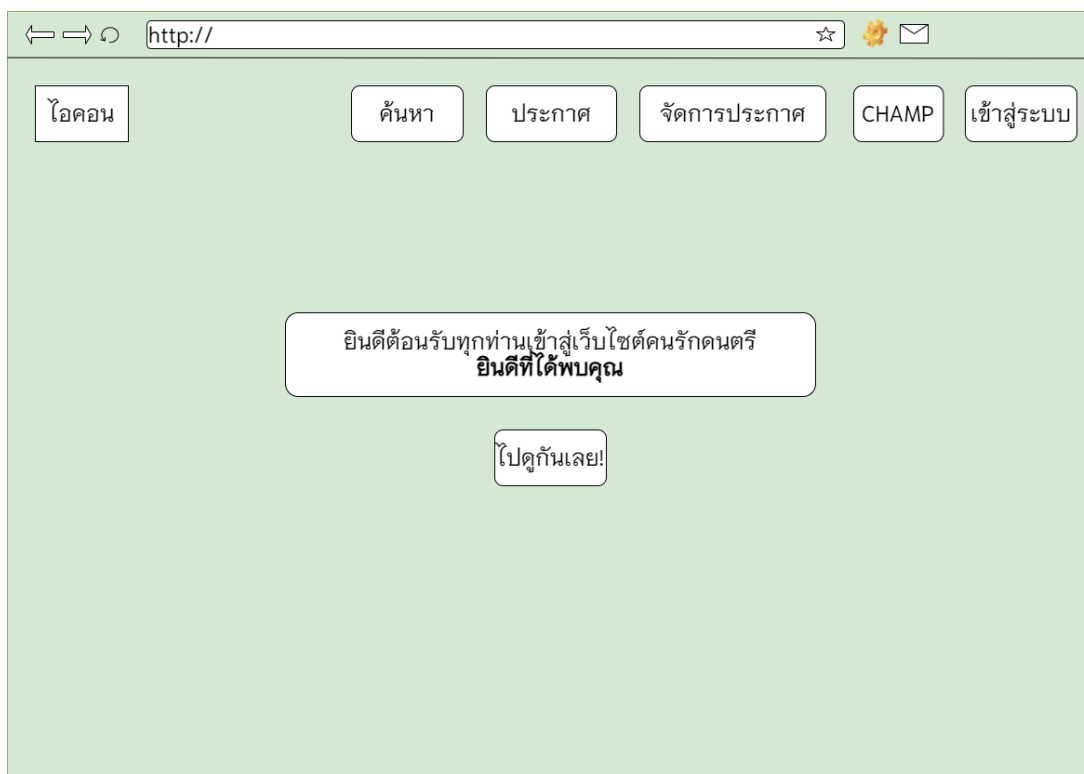 http://
ไอคอน
ค้นหา
ประกาศ
จัดการประกาศ
CHAMP
เข้าสู่ระบบ
ยินดีต้อนรับทุกท่านเข้าสู่เว็บไซต์คนรักดนตรี
ยินดีที่ได้พบคุณ
ไปดูกันเลย!